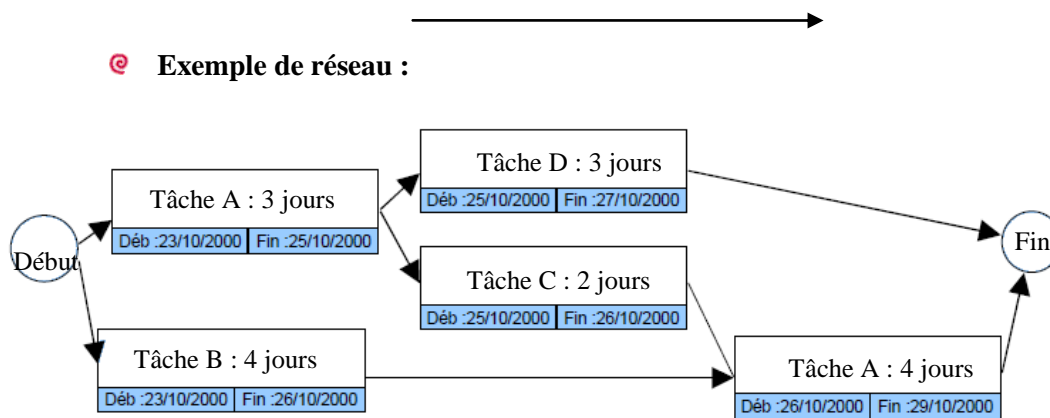 Exemple de réseau :
Tâche D : 3 jours
Déb :25/10/2000 Fin :27/10/2000
Tâche A : 3 jours
Déb :23/10/2000 Fin :25/10/2000
Début
Fin
Tâche C : 2 jours
Déb :25/10/2000 Fin :26/10/2000
Tâche B : 4 jours
Déb :23/10/2000 Fin :26/10/2000
Tâche A : 4 jours
Déb :26/10/2000 Fin :29/10/2000